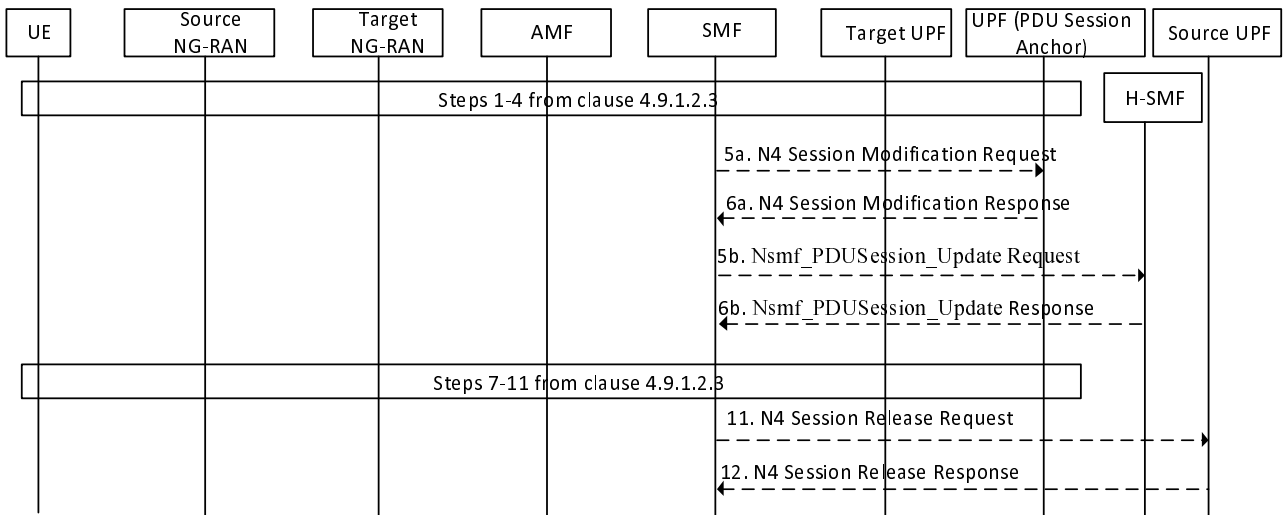 UE
Source
NG-RAN
Target
NG-RAN
AMF
SMF
Target UPF
UPF (PDU Session
Anchor)
Source UPF
H-SMF
Steps 1-4 from clause 4.9.1.2.3
5a. N4 Session Modification Request
6a. N4 Session Modification Response
5b. Nsmf_PDUSession_Update Request
6b. Nsmf_PDUSession_Update Response
Steps 7-11 from clause 4.9.1.2.3
11. N4 Session Release Request
12. N4 Session Release Response